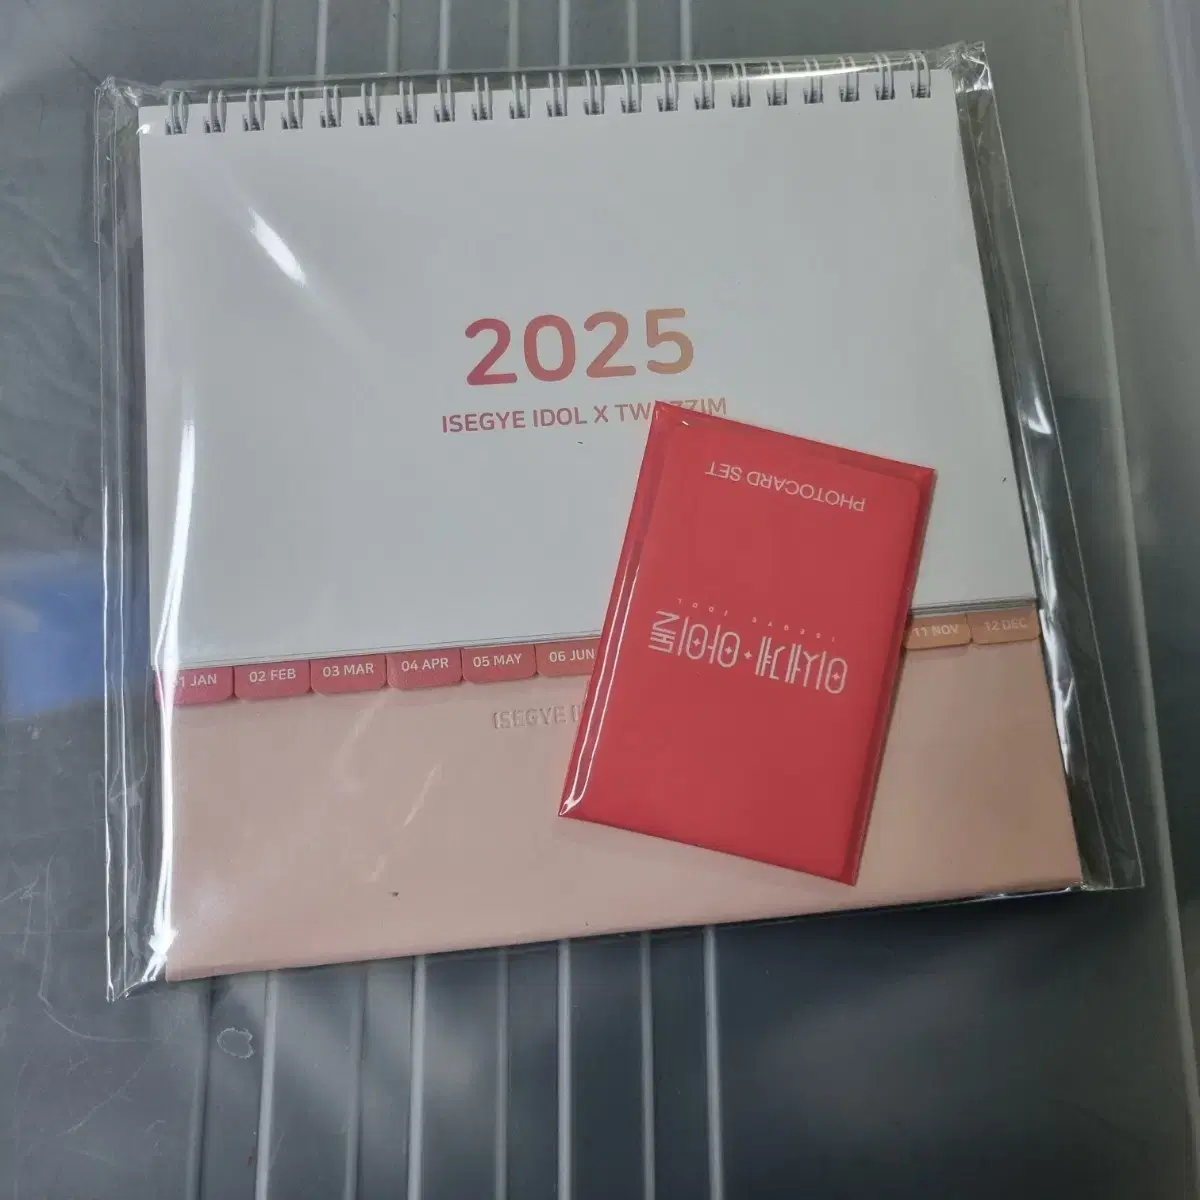 2025
ISEGYE IDOL X TWAZZIM
01 JAN
02 FEB
03 MAR
04 APR
05 MAY
06 JUN
11 NOV
12 DEC
ISEGYE I
PHOTOCARD SET
ISEGYE IDOL
이세계아이돌